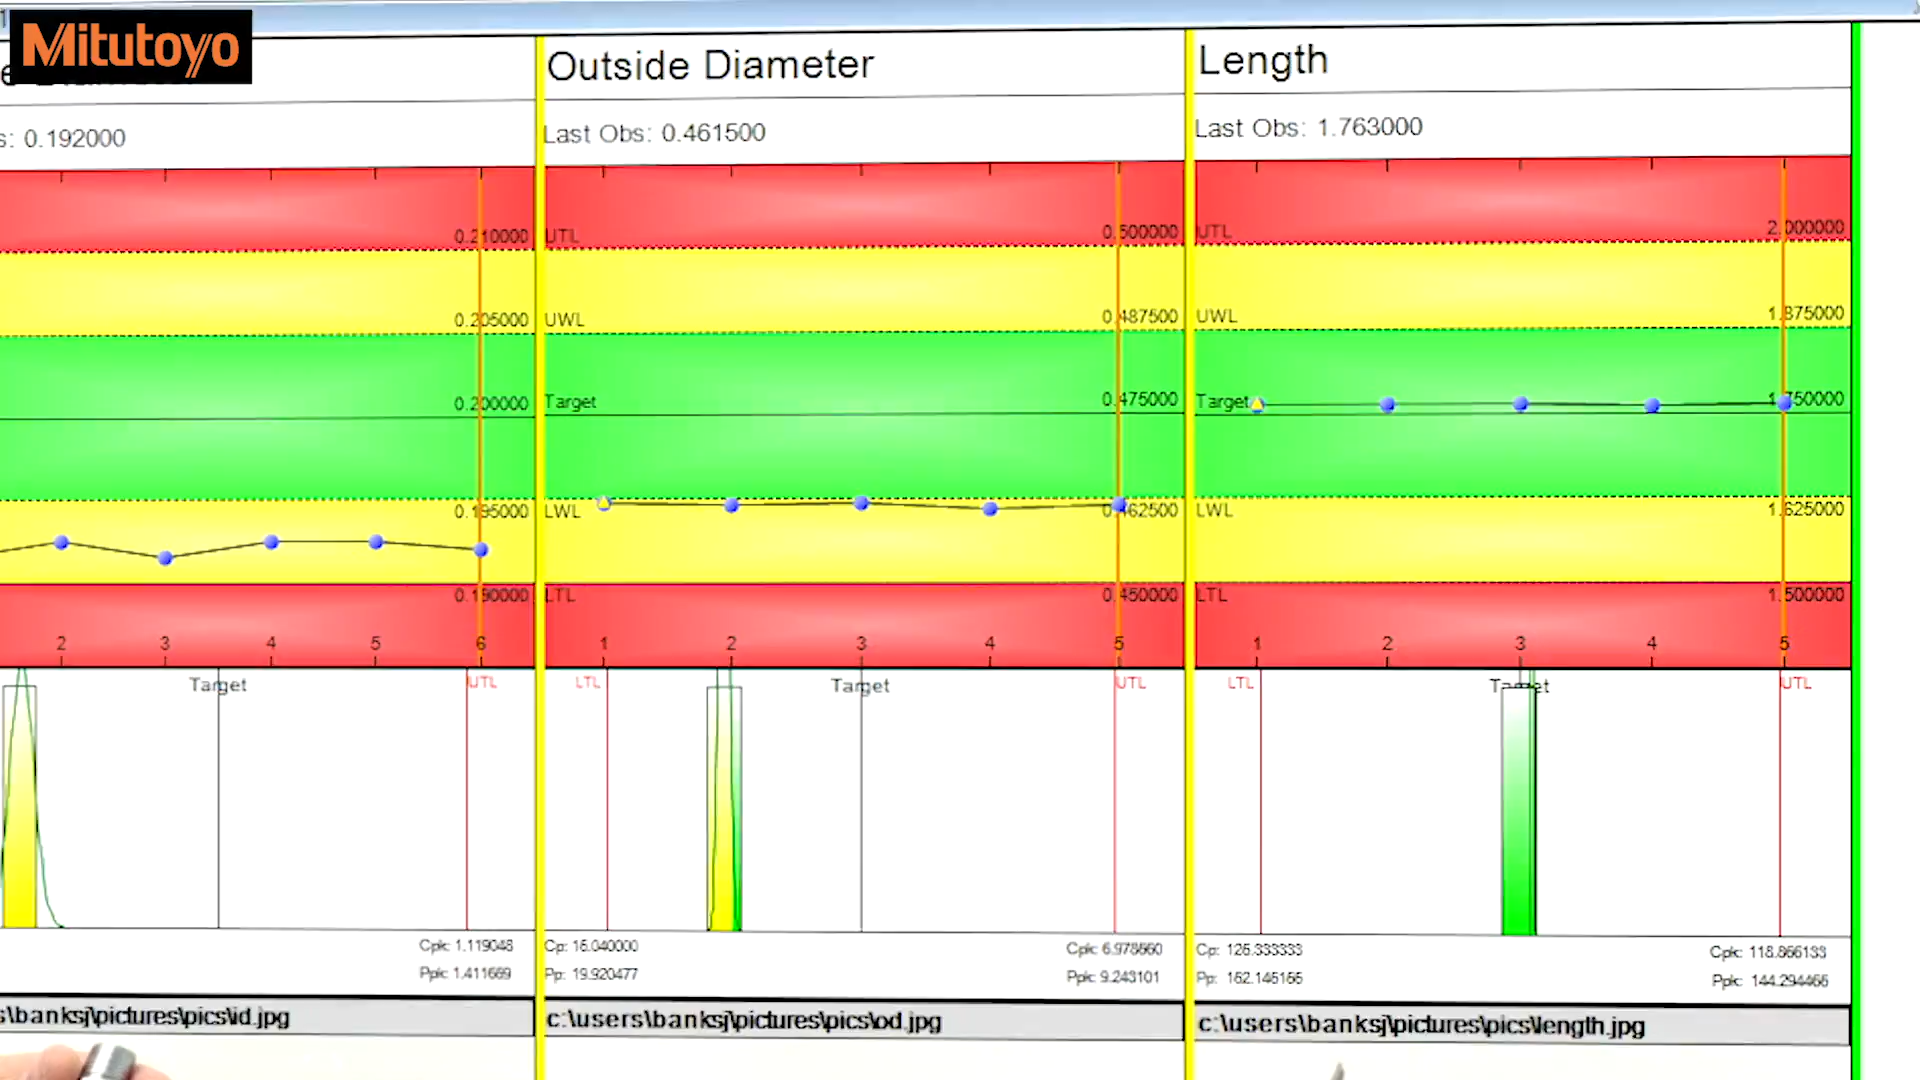 Mitutoyo
Outside Diameter
Length
s: 0.192000
Last Obs: 0.461500
Last Obs: 1.763000
0.210000
UTL
0.500000
UTL
2.000000
0.205000
UWL
0.487500
UWL
1.875000
0.200000
Target
0.475000
Target
1.750000
0.195000
LWL
0.462500
LWL
1.625000
0.190000
LTL
0.450000
LTL
1.500000
2 3 4 5 6
1 2 3 4 5
1 2 3 4 5
Target
UTL
LTL
Target
UTL
LTL
Target
UTL
Cpk: 1.119048
Ppk: 1.411669
Cp: 16.040000
Pp: 19.920477
Cpk: 6.978660
Ppk: 9.243101
Cp: 126.333333
Pp: 152.145155
Cpk: 118.866133
Ppk: 144.294466
s\banksj\pictures\pics\id.jpg
c:\users\banksj\pictures\pics\od.jpg
c:\users\banksj\pictures\pics\length.jpg